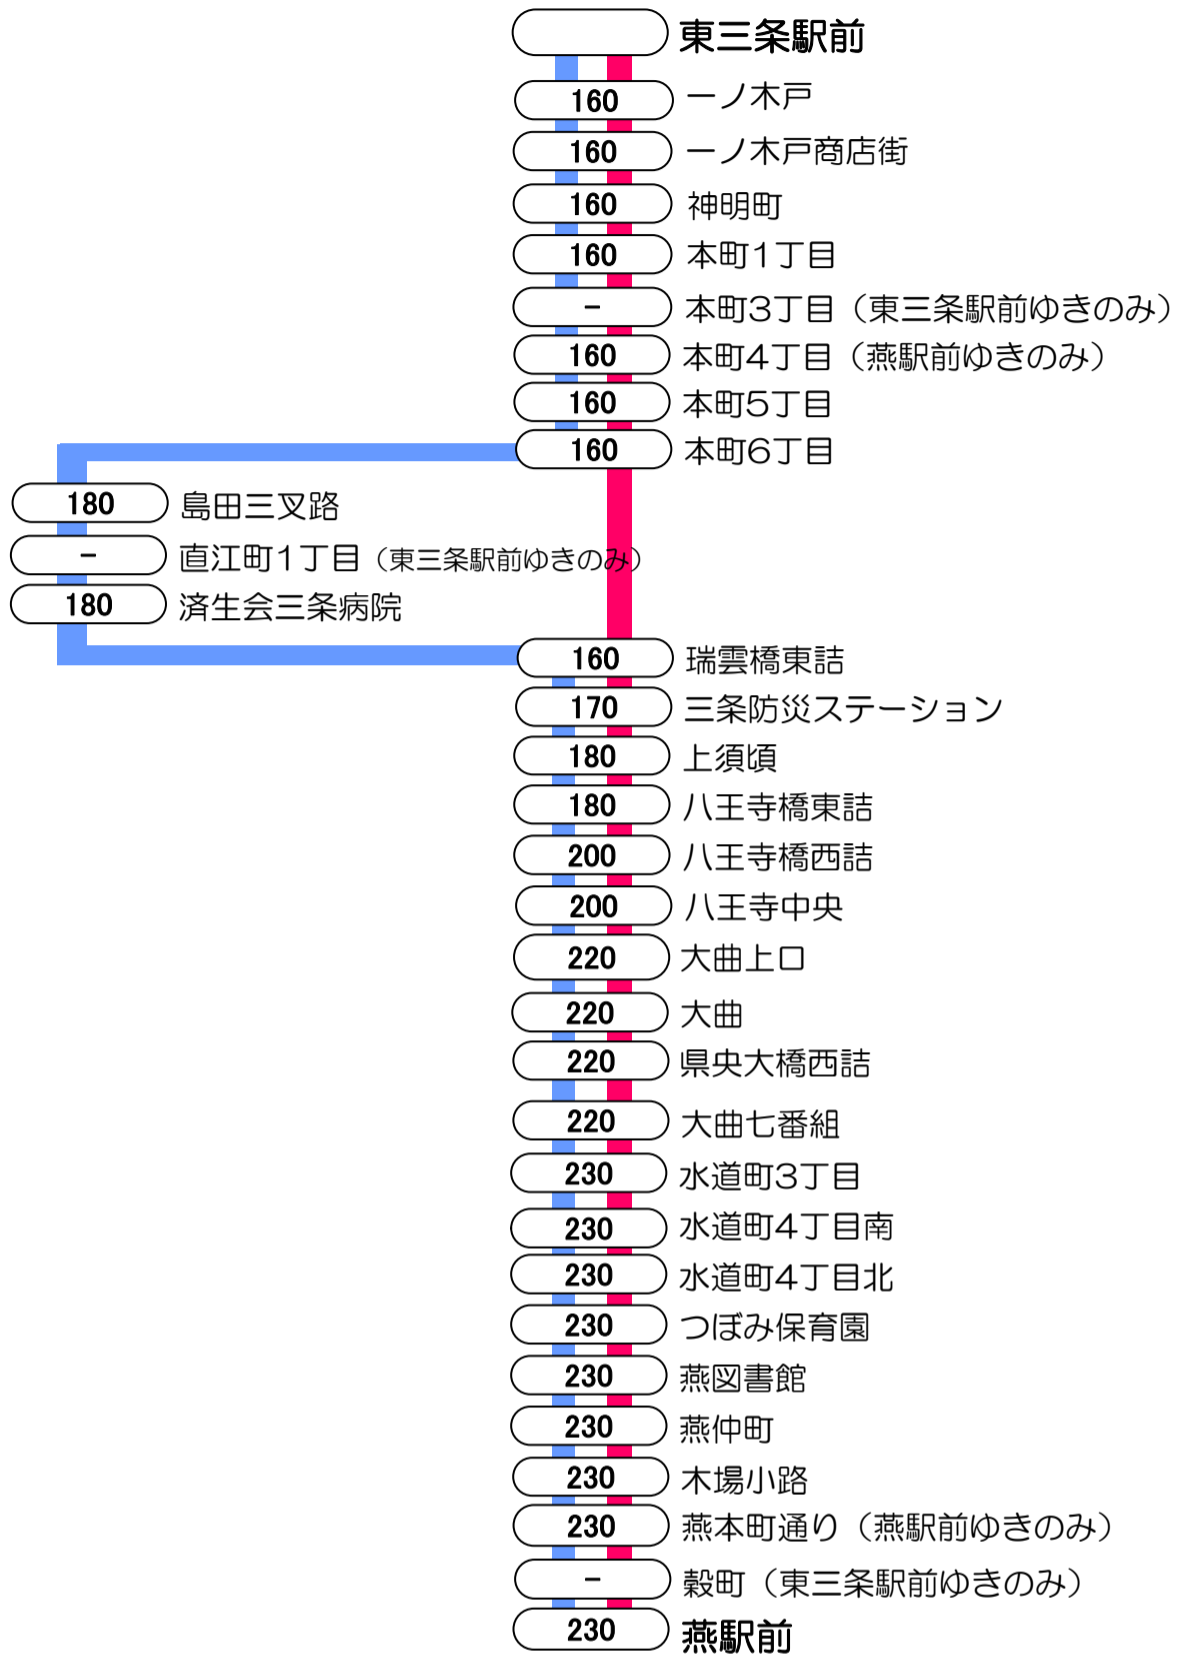 東三条駅前
160 一ノ木戸
160 一ノ木戸商店街
160 神明町
160 本町1丁目
- 本町3丁目（東三条駅前ゆきのみ）
160 本町4丁目（燕駅前ゆきのみ）
160 本町5丁目
160 本町6丁目
180 島田三叉路
- 直江町1丁目（東三条駅前ゆきのみ）
180 済生会三条病院
160 瑞雲橋東詰
170 三条防災ステーション
180 上須頃
180 八王寺橋東詰
200 八王寺橋西詰
200 八王寺中央
220 大曲上口
220 大曲
220 県央大橋西詰
220 大曲七番組
230 水道町3丁目
230 水道町4丁目南
230 水道町4丁目北
230 つぼみ保育園
230 燕図書館
230 燕仲町
230 木場小路
230 燕本町通り（燕駅前ゆきのみ）
- 穀町（東三条駅前ゆきのみ）
230 燕駅前